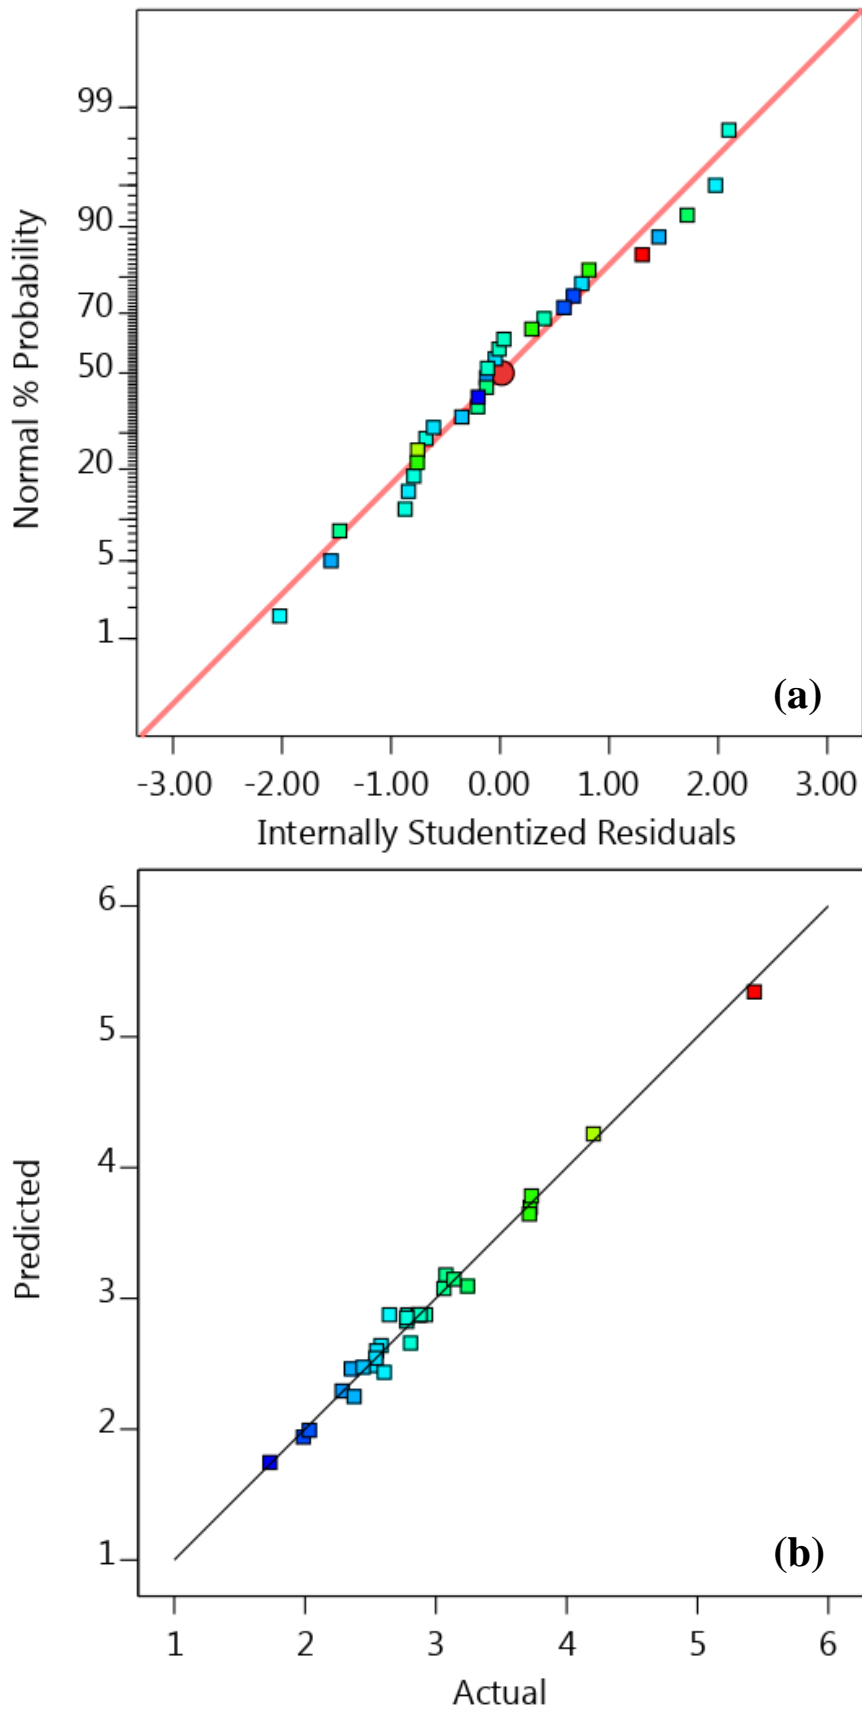 99
90
70
50
20
5
1
Normal % Probability
(a)
-3.00 -2.00 -1.00 0.00 1.00 2.00 3.00
Internally Studentized Residuals
6
5
4
3
2
1
Predicted
(b)
1 2 3 4 5 6
Actual